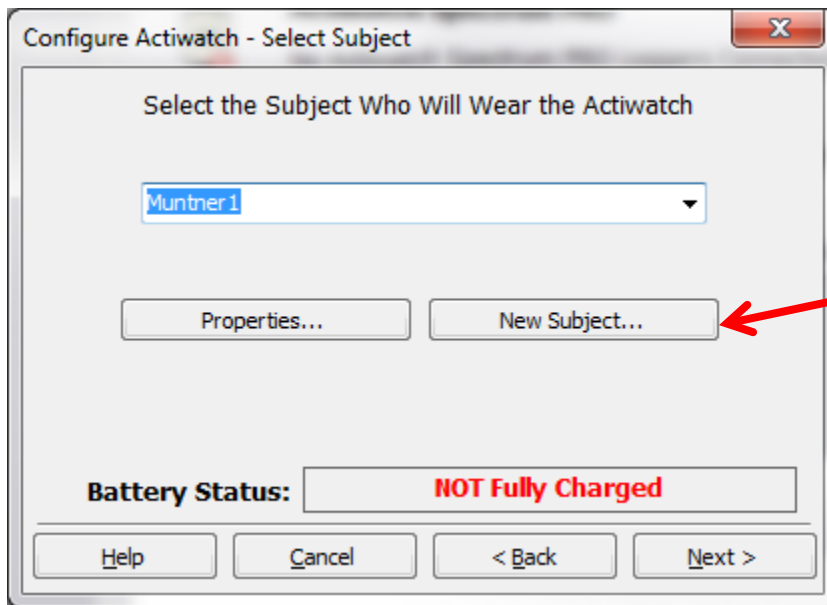 Configure Actiwatch - Select Subject
Select the Subject Who Will Wear the Actiwatch
Muntner1
Properties... New Subject...
Battery Status: NOT Fully Charged
Help Cancel < Back Next >